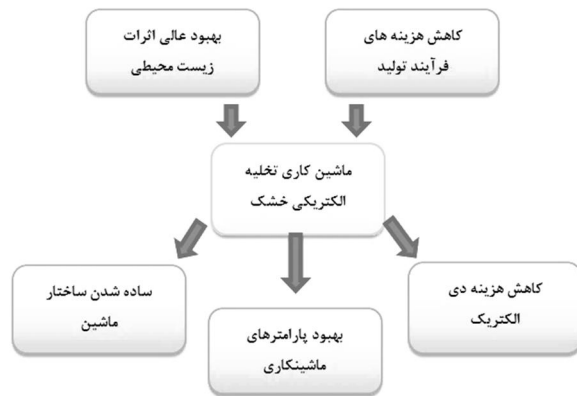 کاهش هزینه های
فرآیند تولید
بهبود عالی اثرات
زیست محیطی
ماشین کاری تخلیه
الکتریکی خشک
کاهش هزینه دی
الکتریک
بهبود پارامترهای
ماشینکاری
ساده شدن ساختار
ماشین